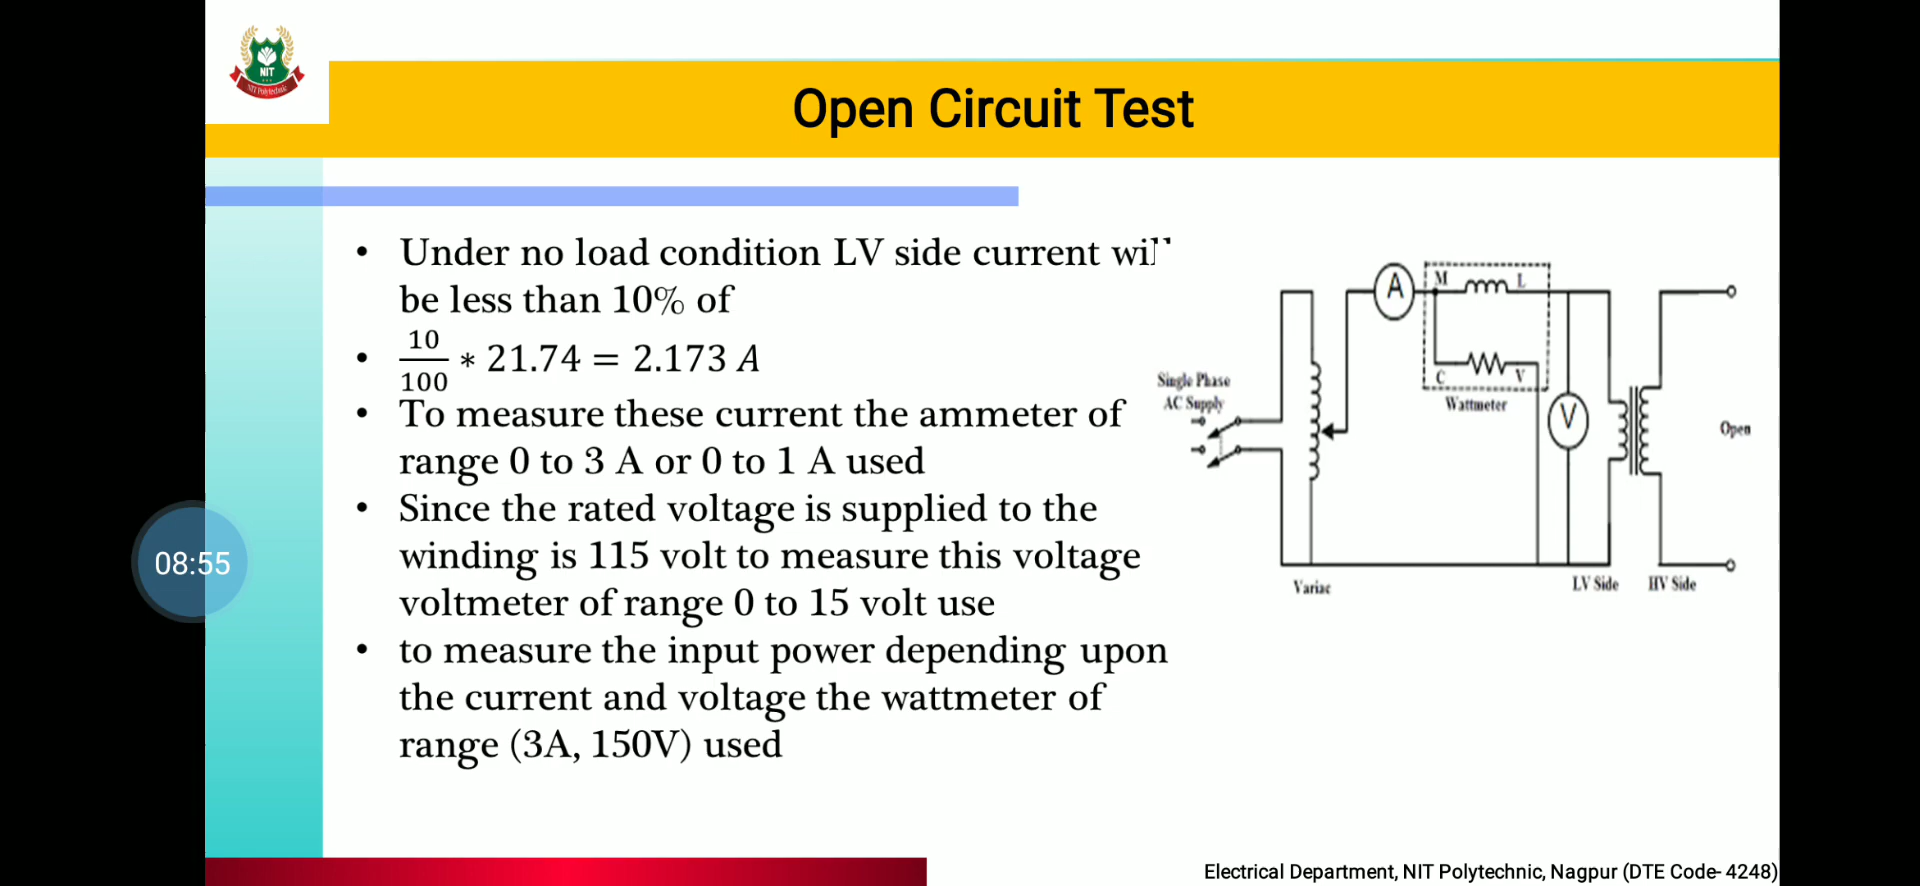 NIT
NIT Polytechnic
Open Circuit Test
• Under no load condition LV side current will
be less than 10% of
• 10/100 * 21.74 = 2.173 A
• To measure these current the ammeter of
range 0 to 3 A or 0 to 1 A used
• Since the rated voltage is supplied to the
winding is 115 volt to measure this voltage
voltmeter of range 0 to 15 volt use
• to measure the input power depending upon
the current and voltage the wattmeter of
range (3A, 150V) used
08:55
A
M L
C V
Wattmeter
Single Phase
AC Supply
V
Open
Variac
LV Side HV Side
Electrical Department, NIT Polytechnic, Nagpur (DTE Code- 4248)